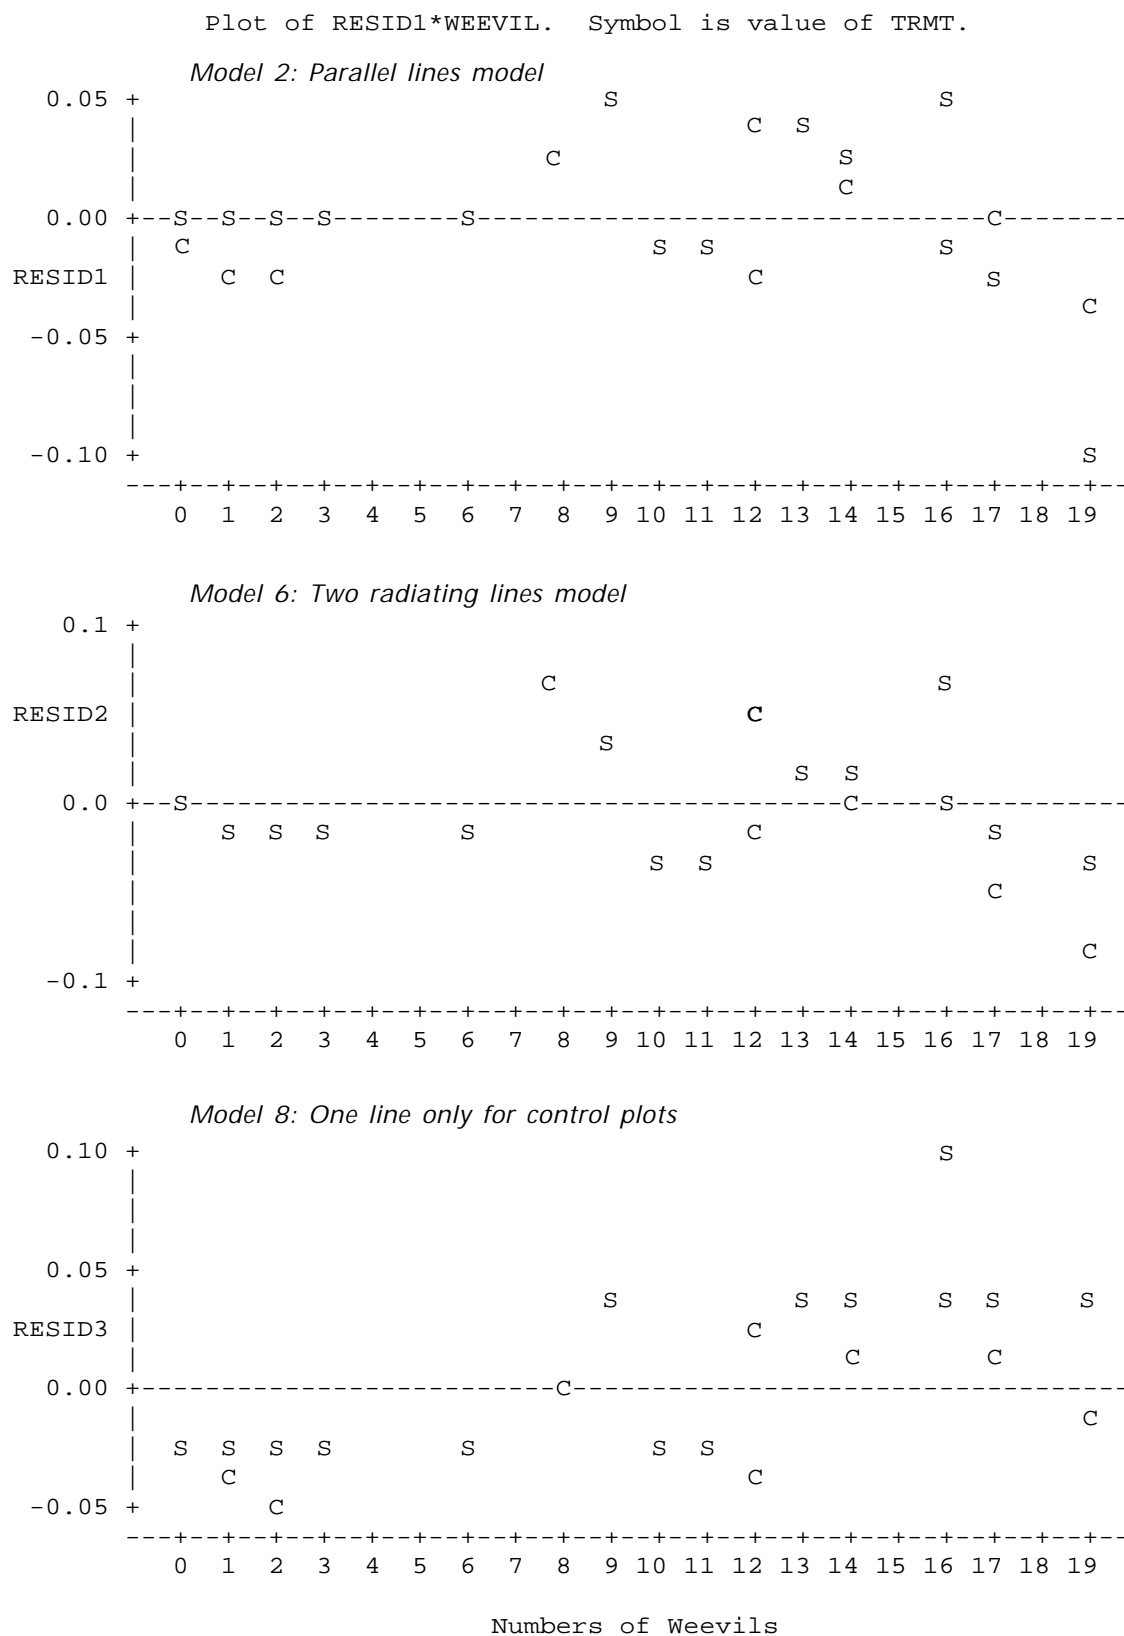 Plot of RESID1*WEEVIL.  Symbol is value of TRMT.
Model 2: Parallel lines model
0.05 +                                       S                    S
|                                                   C  S
|                         C                               S
|                                                         C
0.00 +--S--S--S--S--------S--------------------------------C--------
|  C                                          S  S              S
RESID1 |     C  C                             C              S
|                                                                        C
-0.05 +
|
|
|
-0.10 +                                                                S
---+--+--+--+--+--+--+--+--+--+--+--+--+--+--+--+--+--+--+--+--
0 1 2 3 4 5 6 7 8 9 10 11 12 13 14 15 16 17 18 19
Model 6: Two radiating lines model
0.1 +
|
|                         C                        S
RESID2 |                                   C
|                            S
|                                        S  S
0.0 +--S-----------------------------------------C-----S-----------
|     S  S  S        S                 C              S
|                               S  S                        S
|                                                     C
|
|                                                           C
-0.1 +
---+--+--+--+--+--+--+--+--+--+--+--+--+--+--+--+--+--+--+--+--
0 1 2 3 4 5 6 7 8 9 10 11 12 13 14 15 16 17 18 19
Model 8: One line only for control plots
0.10 +                                                  S
|
|
|
0.05 +
|                             S           S  S     S  S     S
RESID3 |                                      C
|                                            C        C
0.00 +--------------------------C-----------------------------------
|                                                           C
|  S  S  S  S        S           S  S
|     C                                C
-0.05 +        C
---+--+--+--+--+--+--+--+--+--+--+--+--+--+--+--+--+--+--+--+--
0 1 2 3 4 5 6 7 8 9 10 11 12 13 14 15 16 17 18 19
Numbers of Weevils